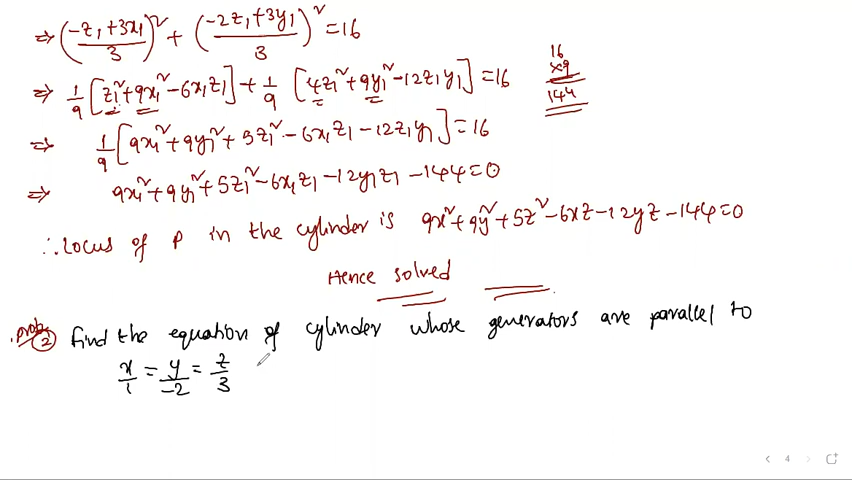 ⇒ ((-z₁+3x₁)/3)² + ((-2z₁+3y₁)/3)² = 16
⇒ 1/9 [z₁²+9x₁²-6x₁z₁] + 1/9 [4z₁²+9y₁²-12z₁y₁] = 16
16
×9
144
⇒ 1/9 [9x₁²+9y₁²+5z₁²-6x₁z₁-12z₁y₁] = 16
⇒ 9x₁²+9y₁²+5z₁²-6x₁z₁-12y₁z₁-144=0
∴ Locus of P in the cylinder is 9x²+9y²+5z²-6xz-12yz-144=0
Hence solved
prob 2 Find the equation of cylinder whose generators are parallel to
x/1 = y/-2 = z/3
4